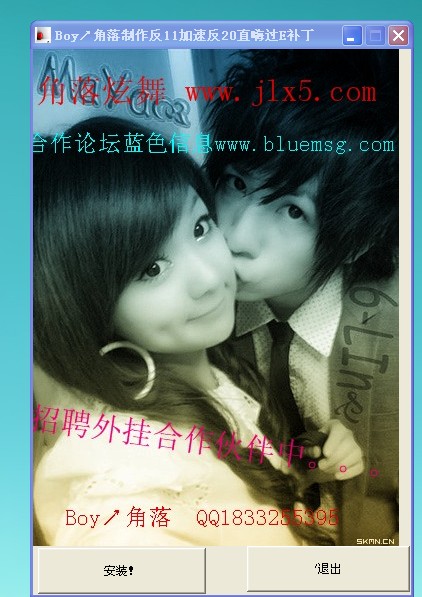 Boy↗角落制作反11加速反20直嗨过E补丁
角落炫舞 www.jlx5.com
合作论坛蓝色信息www.bluemsg.com
6-LINe
招聘外挂合作伙伴中。。。
Boy↗角落 QQ1833255395
SKMN.CN
安装!
退出